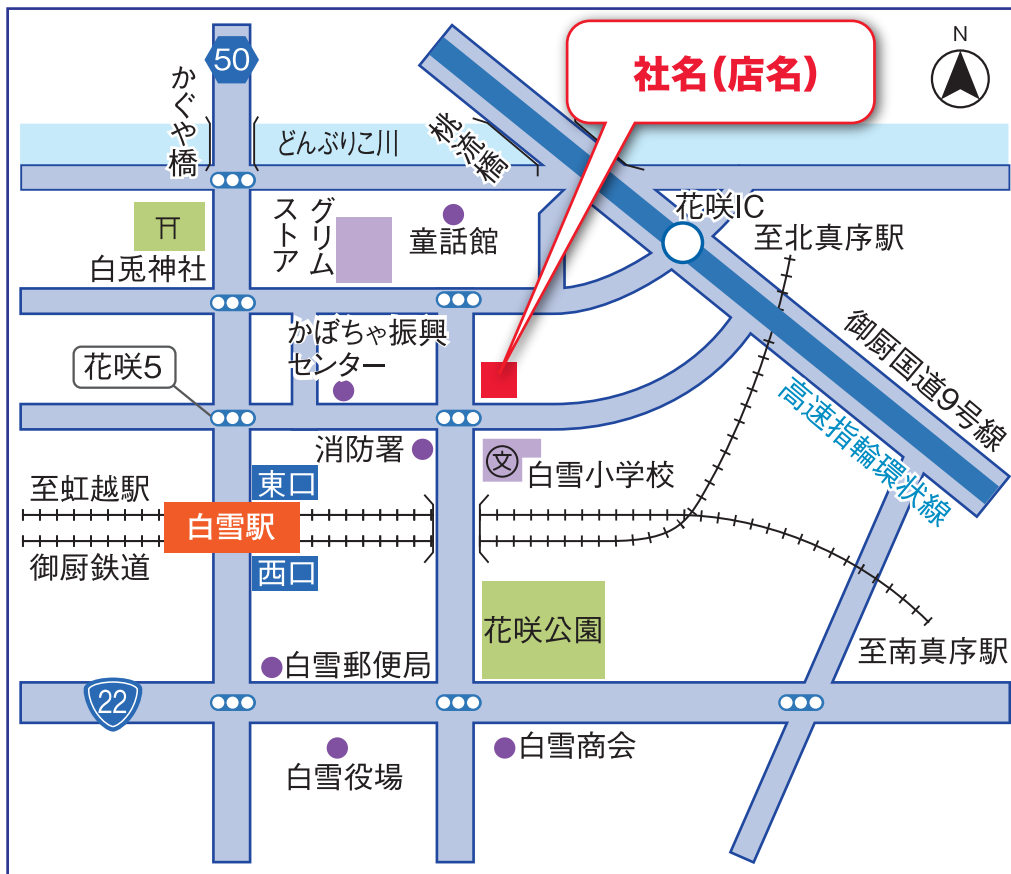 50
社名(店名)
N
かぐや橋
どんぶりこ川
桃流橋
花咲IC
至北真序駅
白兎神社
グリム
ストア
童話館
かぼちゃ振興
センター
花咲5
御厨国道9号線
高速指輪環状線
消防署
文
白雪小学校
至虹越駅
東口
白雪駅
御厨鉄道
西口
花咲公園
至南真序駅
白雪郵便局
22
白雪役場
白雪商会